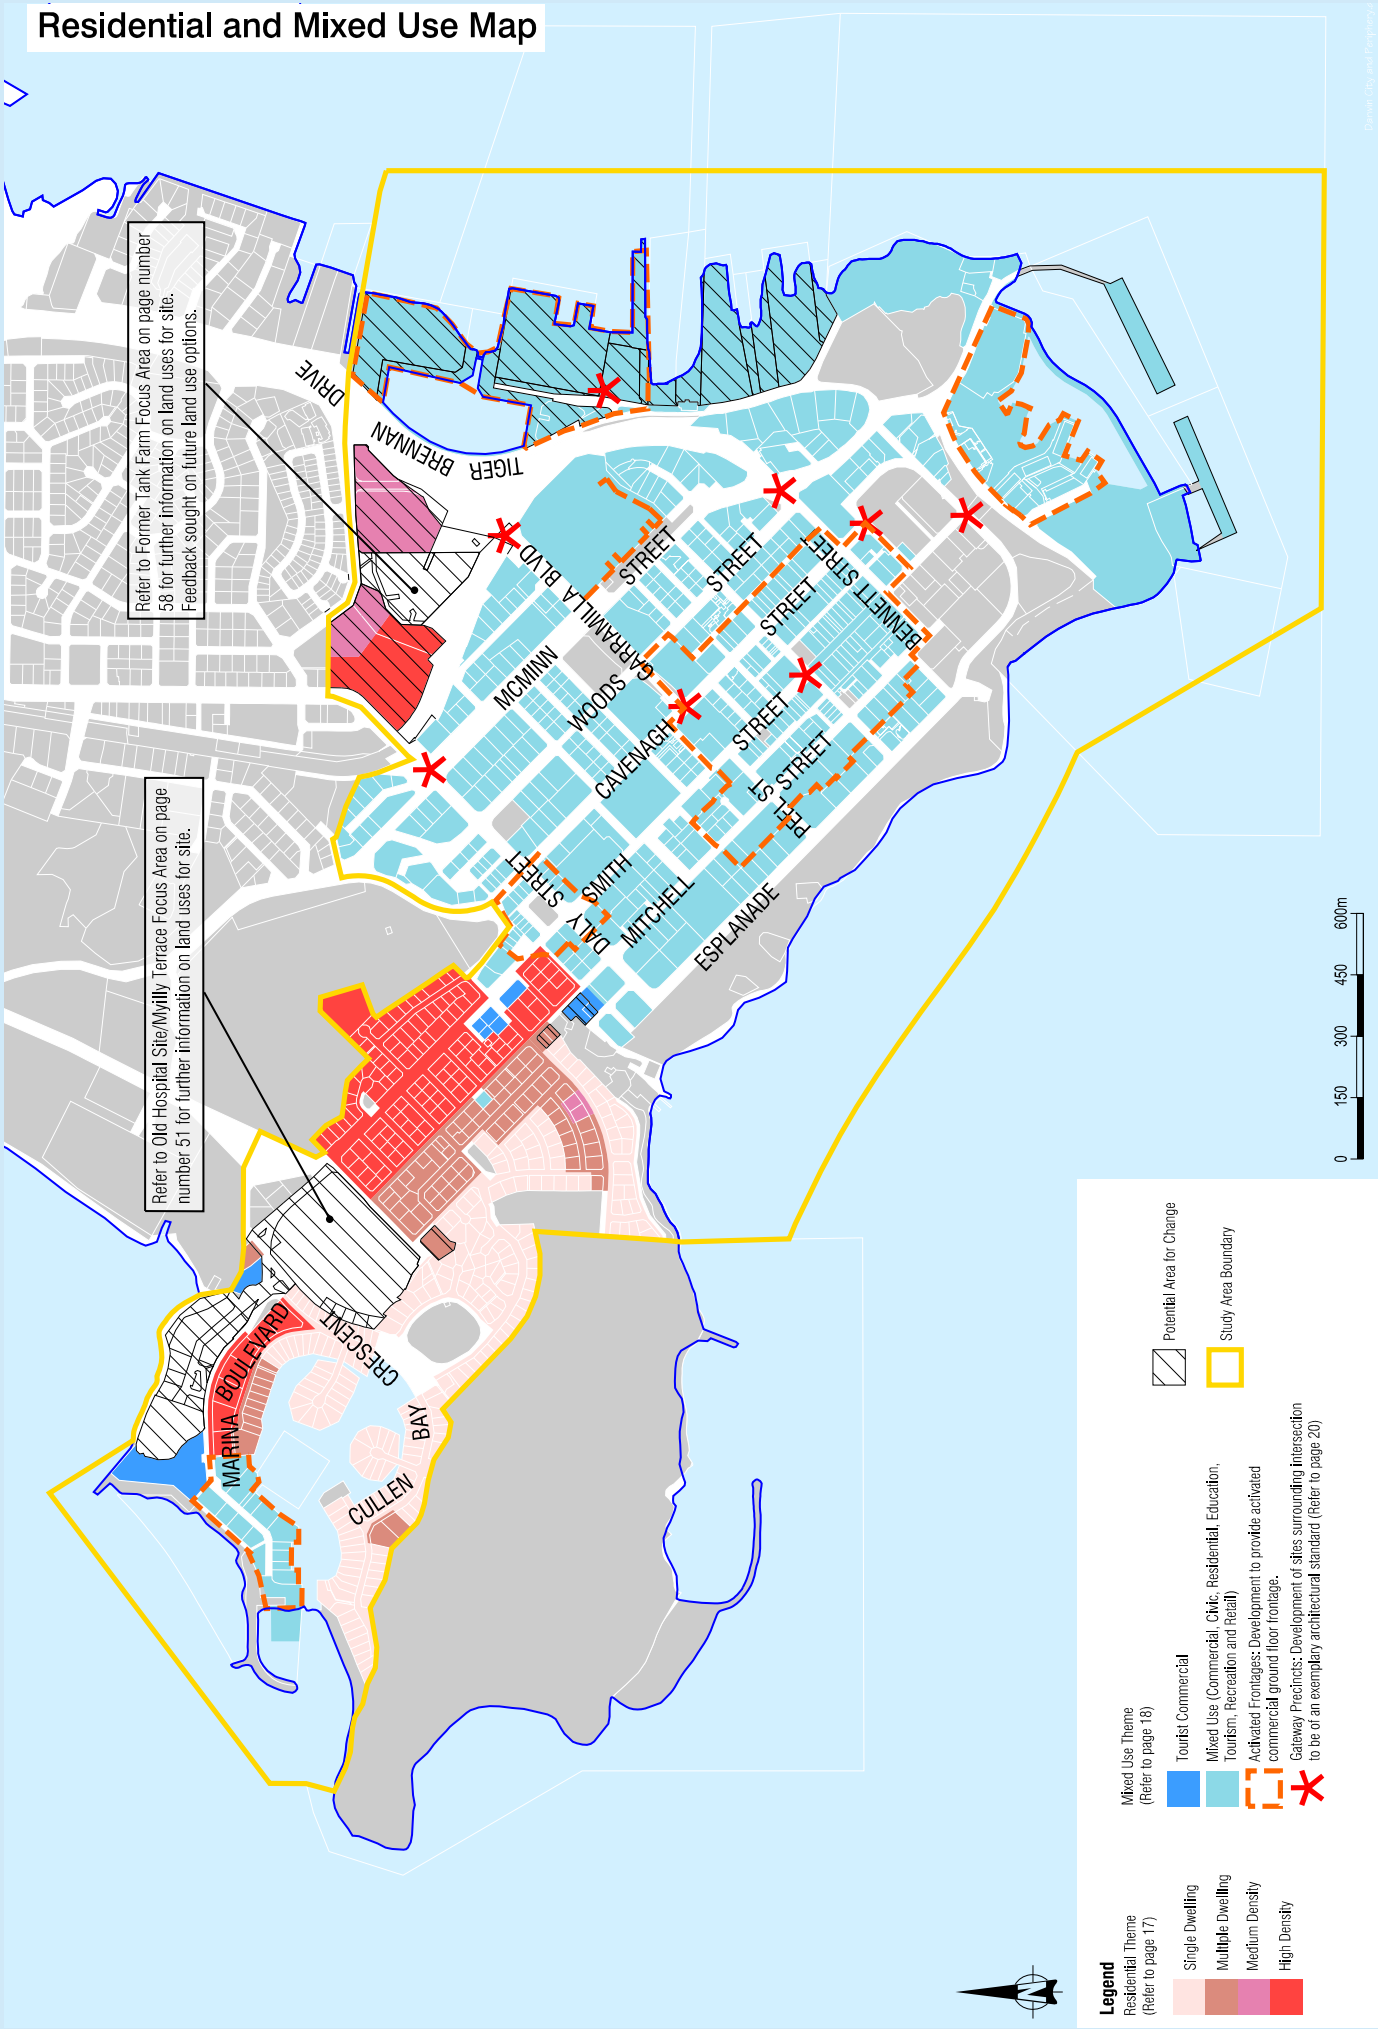 Residential and Mixed Use Map
Refer to Former Tank Farm Focus Area on page number
58 for further information on land uses for site.
Feedback sought on future land use options.
Refer to Old Hospital Site/Myilly Terrace Focus Area on page
number 51 for further information on land uses for site.
DRIVE
BRENNAN
TIGER
BLVD
GARRAMILLA
STREET
STREET
STREET
BENNETT STREET
MCMINN
WOODS
CAVENAGH
STREET
STREET
PEEL ST
STREET
DALY
SMITH
MITCHELL
ESPLANADE
MARINA
BOULEVARD
CRESCENT
BAY
CULLEN
0 150 300 450 600m
Legend
Residential Theme
(Refer to page 17)
Single Dwelling
Multiple Dwelling
Medium Density
High Density
Mixed Use Theme
(Refer to page 18)
Tourist Commercial
Mixed Use (Commercial, Civic, Residential, Education,
Tourism, Recreation and Retail)
Activated Frontages: Development to provide activated
commercial ground floor frontage.
Gateway Precincts: Development of sites surrounding intersection
to be of an exemplary architectural standard (Refer to page 20)
Potential Area for Change
Study Area Boundary